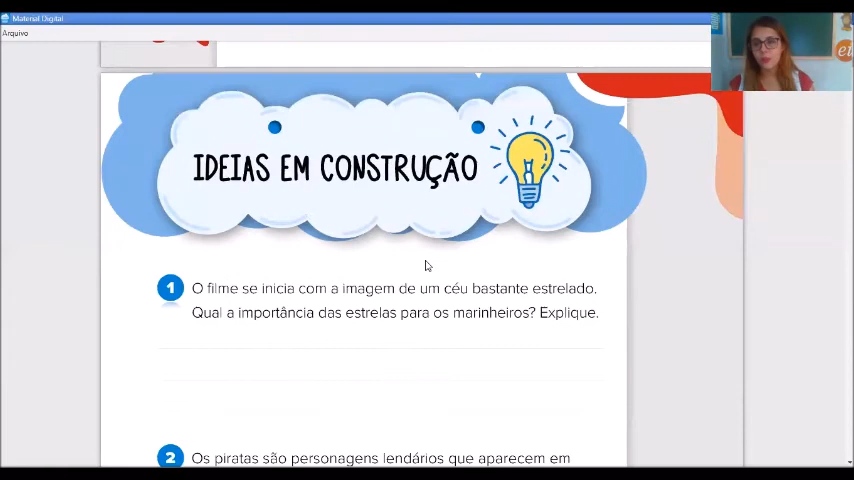 Material Digital
Arquivo
IDEIAS EM CONSTRUÇÃO
1 O filme se inicia com a imagem de um céu bastante estrelado.
Qual a importância das estrelas para os marinheiros? Explique.
2 Os piratas são personagens lendários que aparecem em